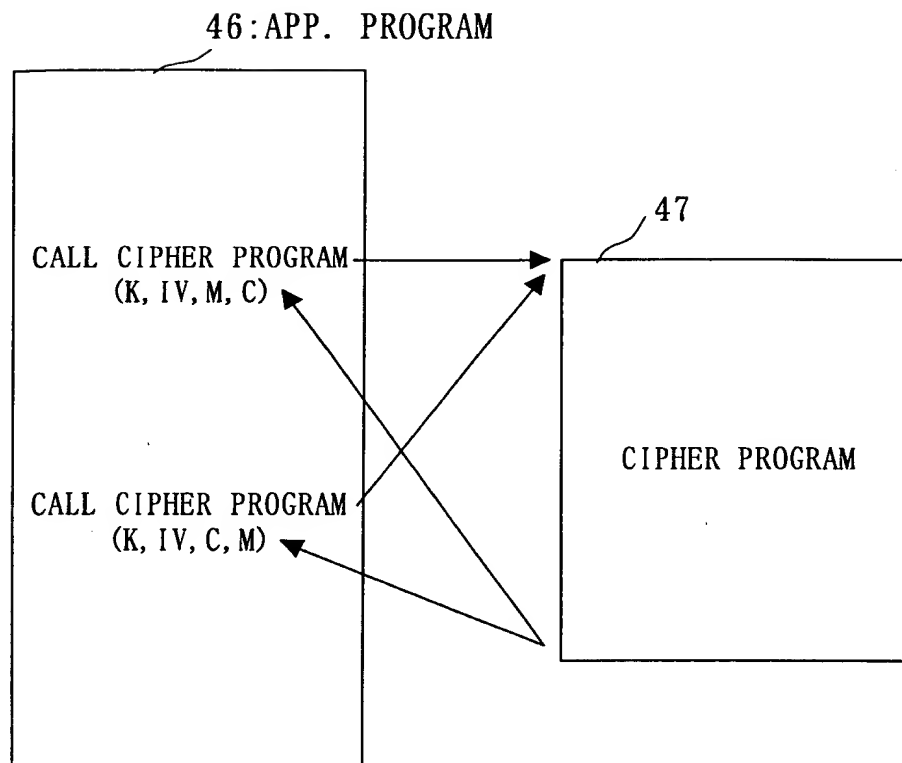 46:APP. PROGRAM
47
CALL CIPHER PROGRAM
(K, IV, M, C)
CIPHER PROGRAM
CALL CIPHER PROGRAM
(K, IV, C, M)